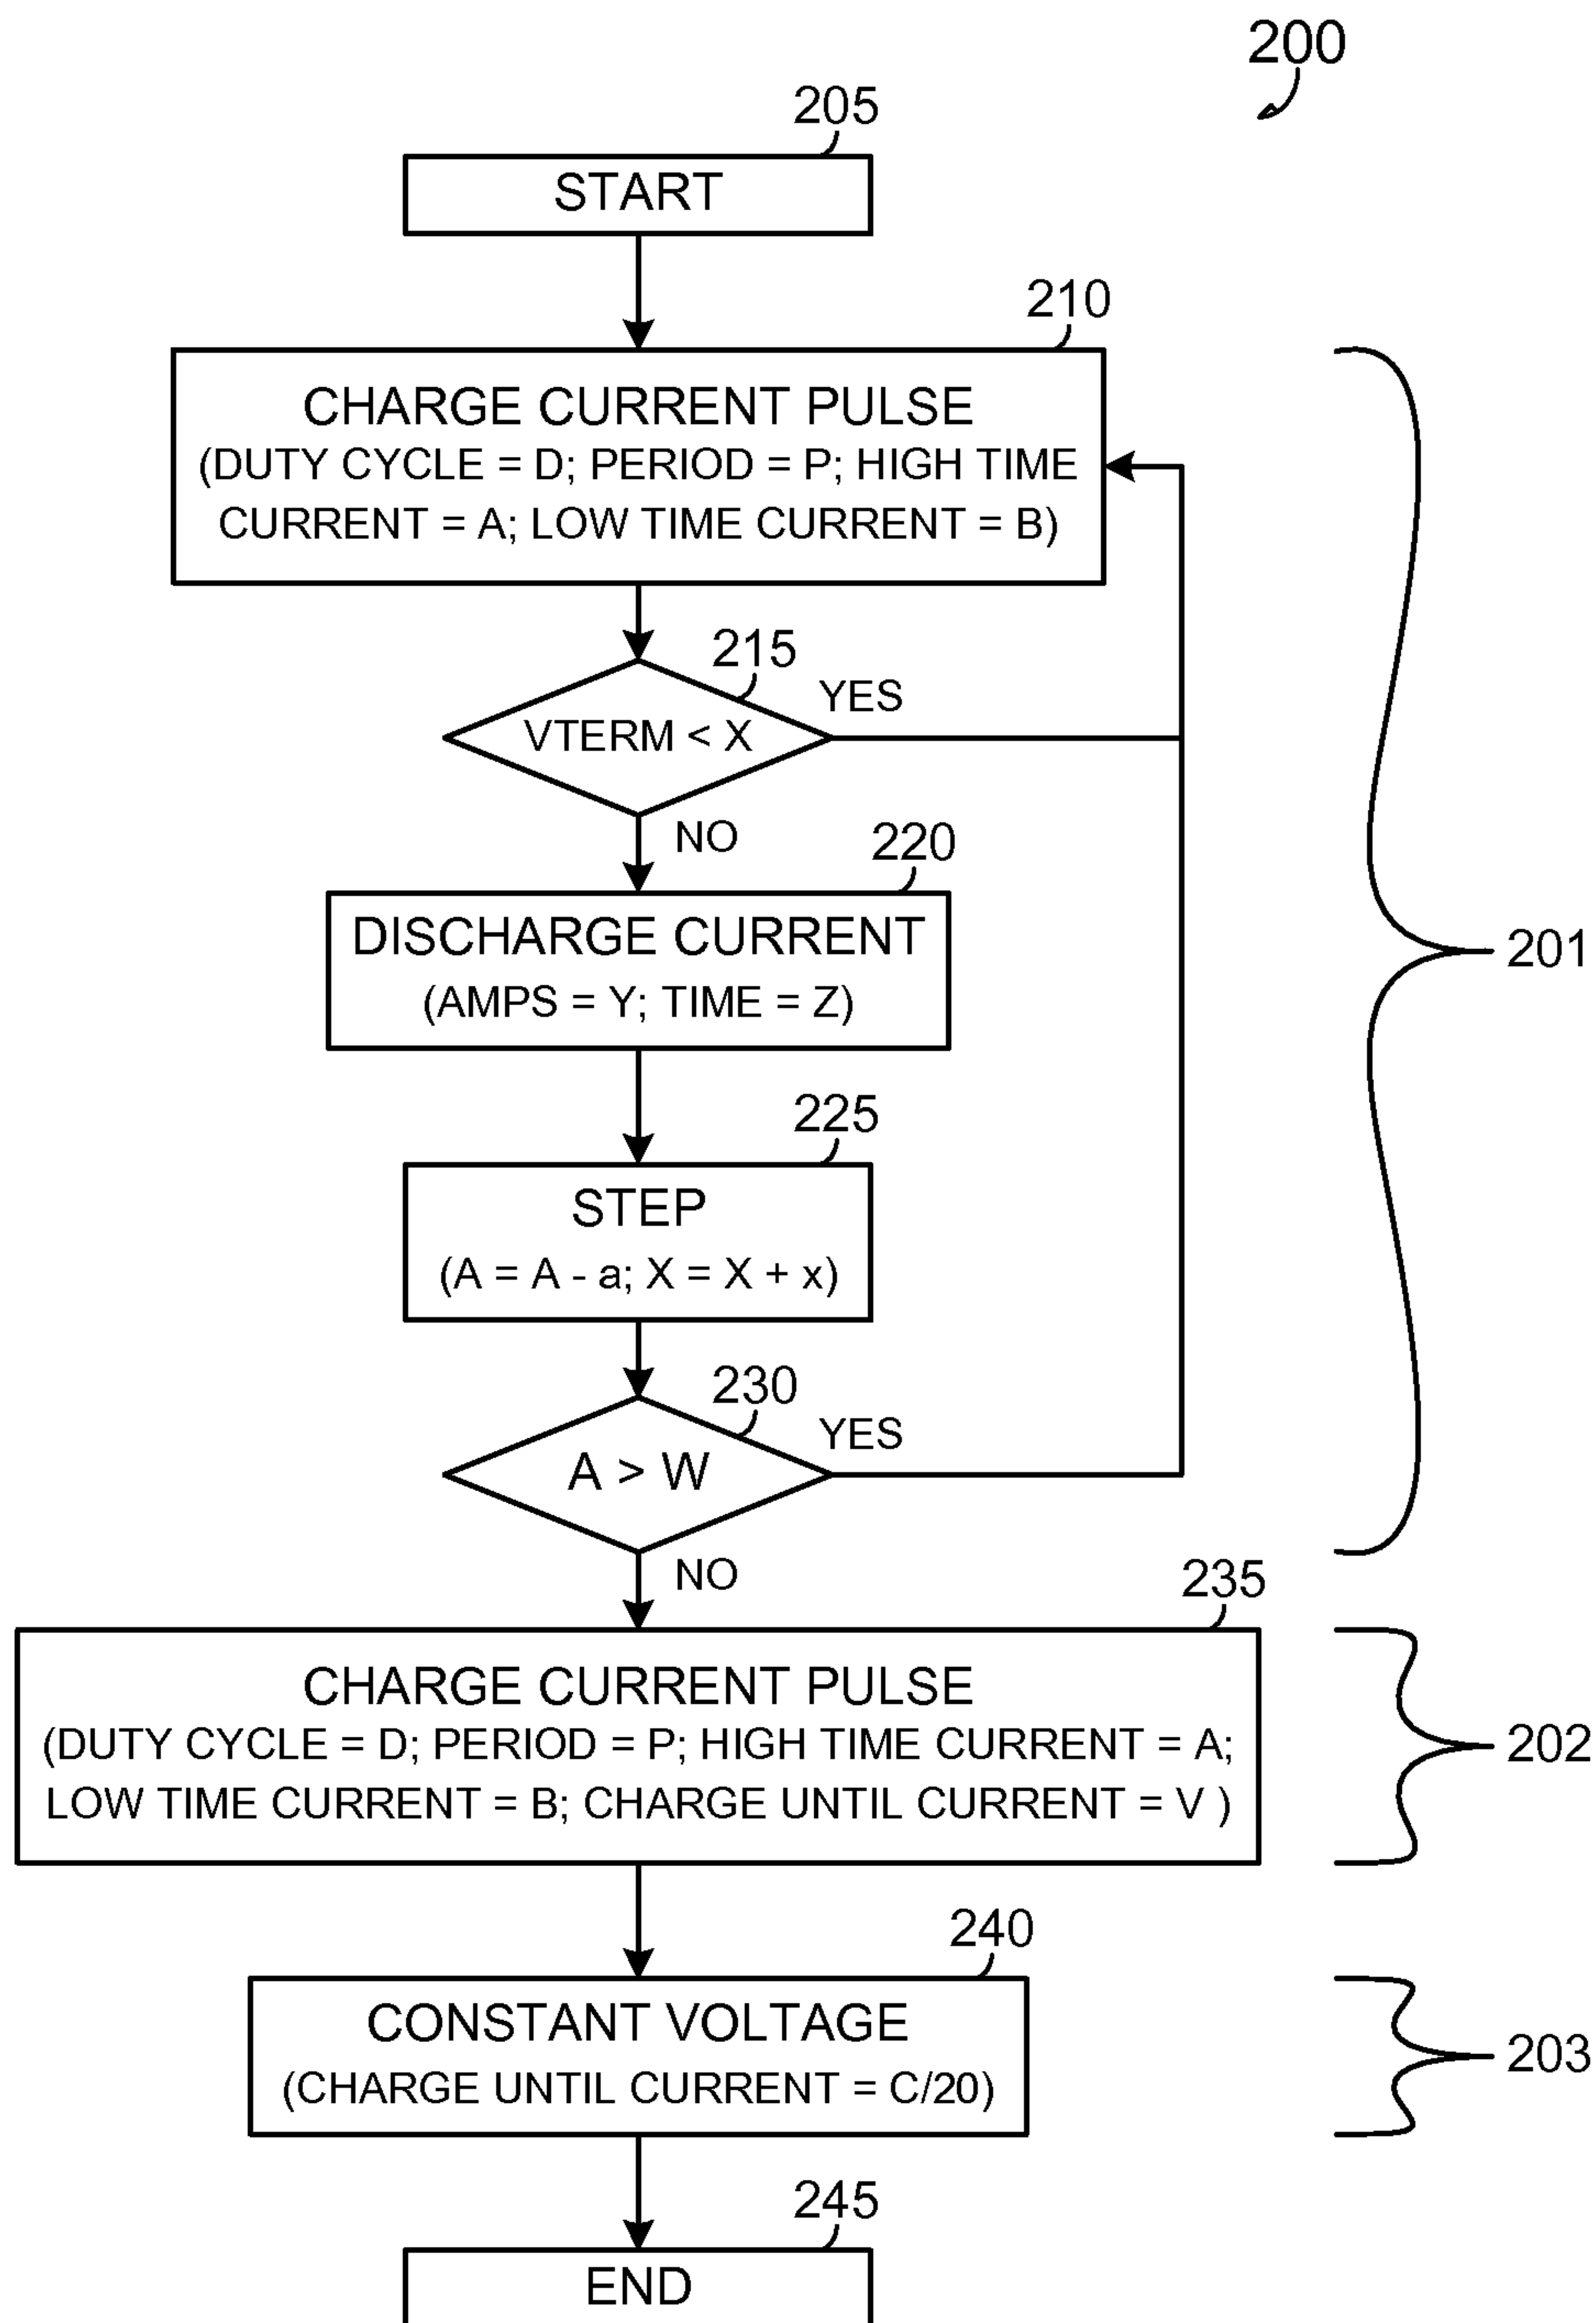 200
205
START
210
CHARGE CURRENT PULSE
(DUTY CYCLE = D; PERIOD = P; HIGH TIME
CURRENT = A; LOW TIME CURRENT = B)
215
YES
VTERM < X
NO
220
DISCHARGE CURRENT
(AMPS = Y; TIME = Z)
201
225
STEP
(A = A - a; X = X + x)
230
YES
A > W
NO
235
CHARGE CURRENT PULSE
(DUTY CYCLE = D; PERIOD = P; HIGH TIME CURRENT = A;
LOW TIME CURRENT = B; CHARGE UNTIL CURRENT = V )
202
240
CONSTANT VOLTAGE
(CHARGE UNTIL CURRENT = C/20)
203
245
END